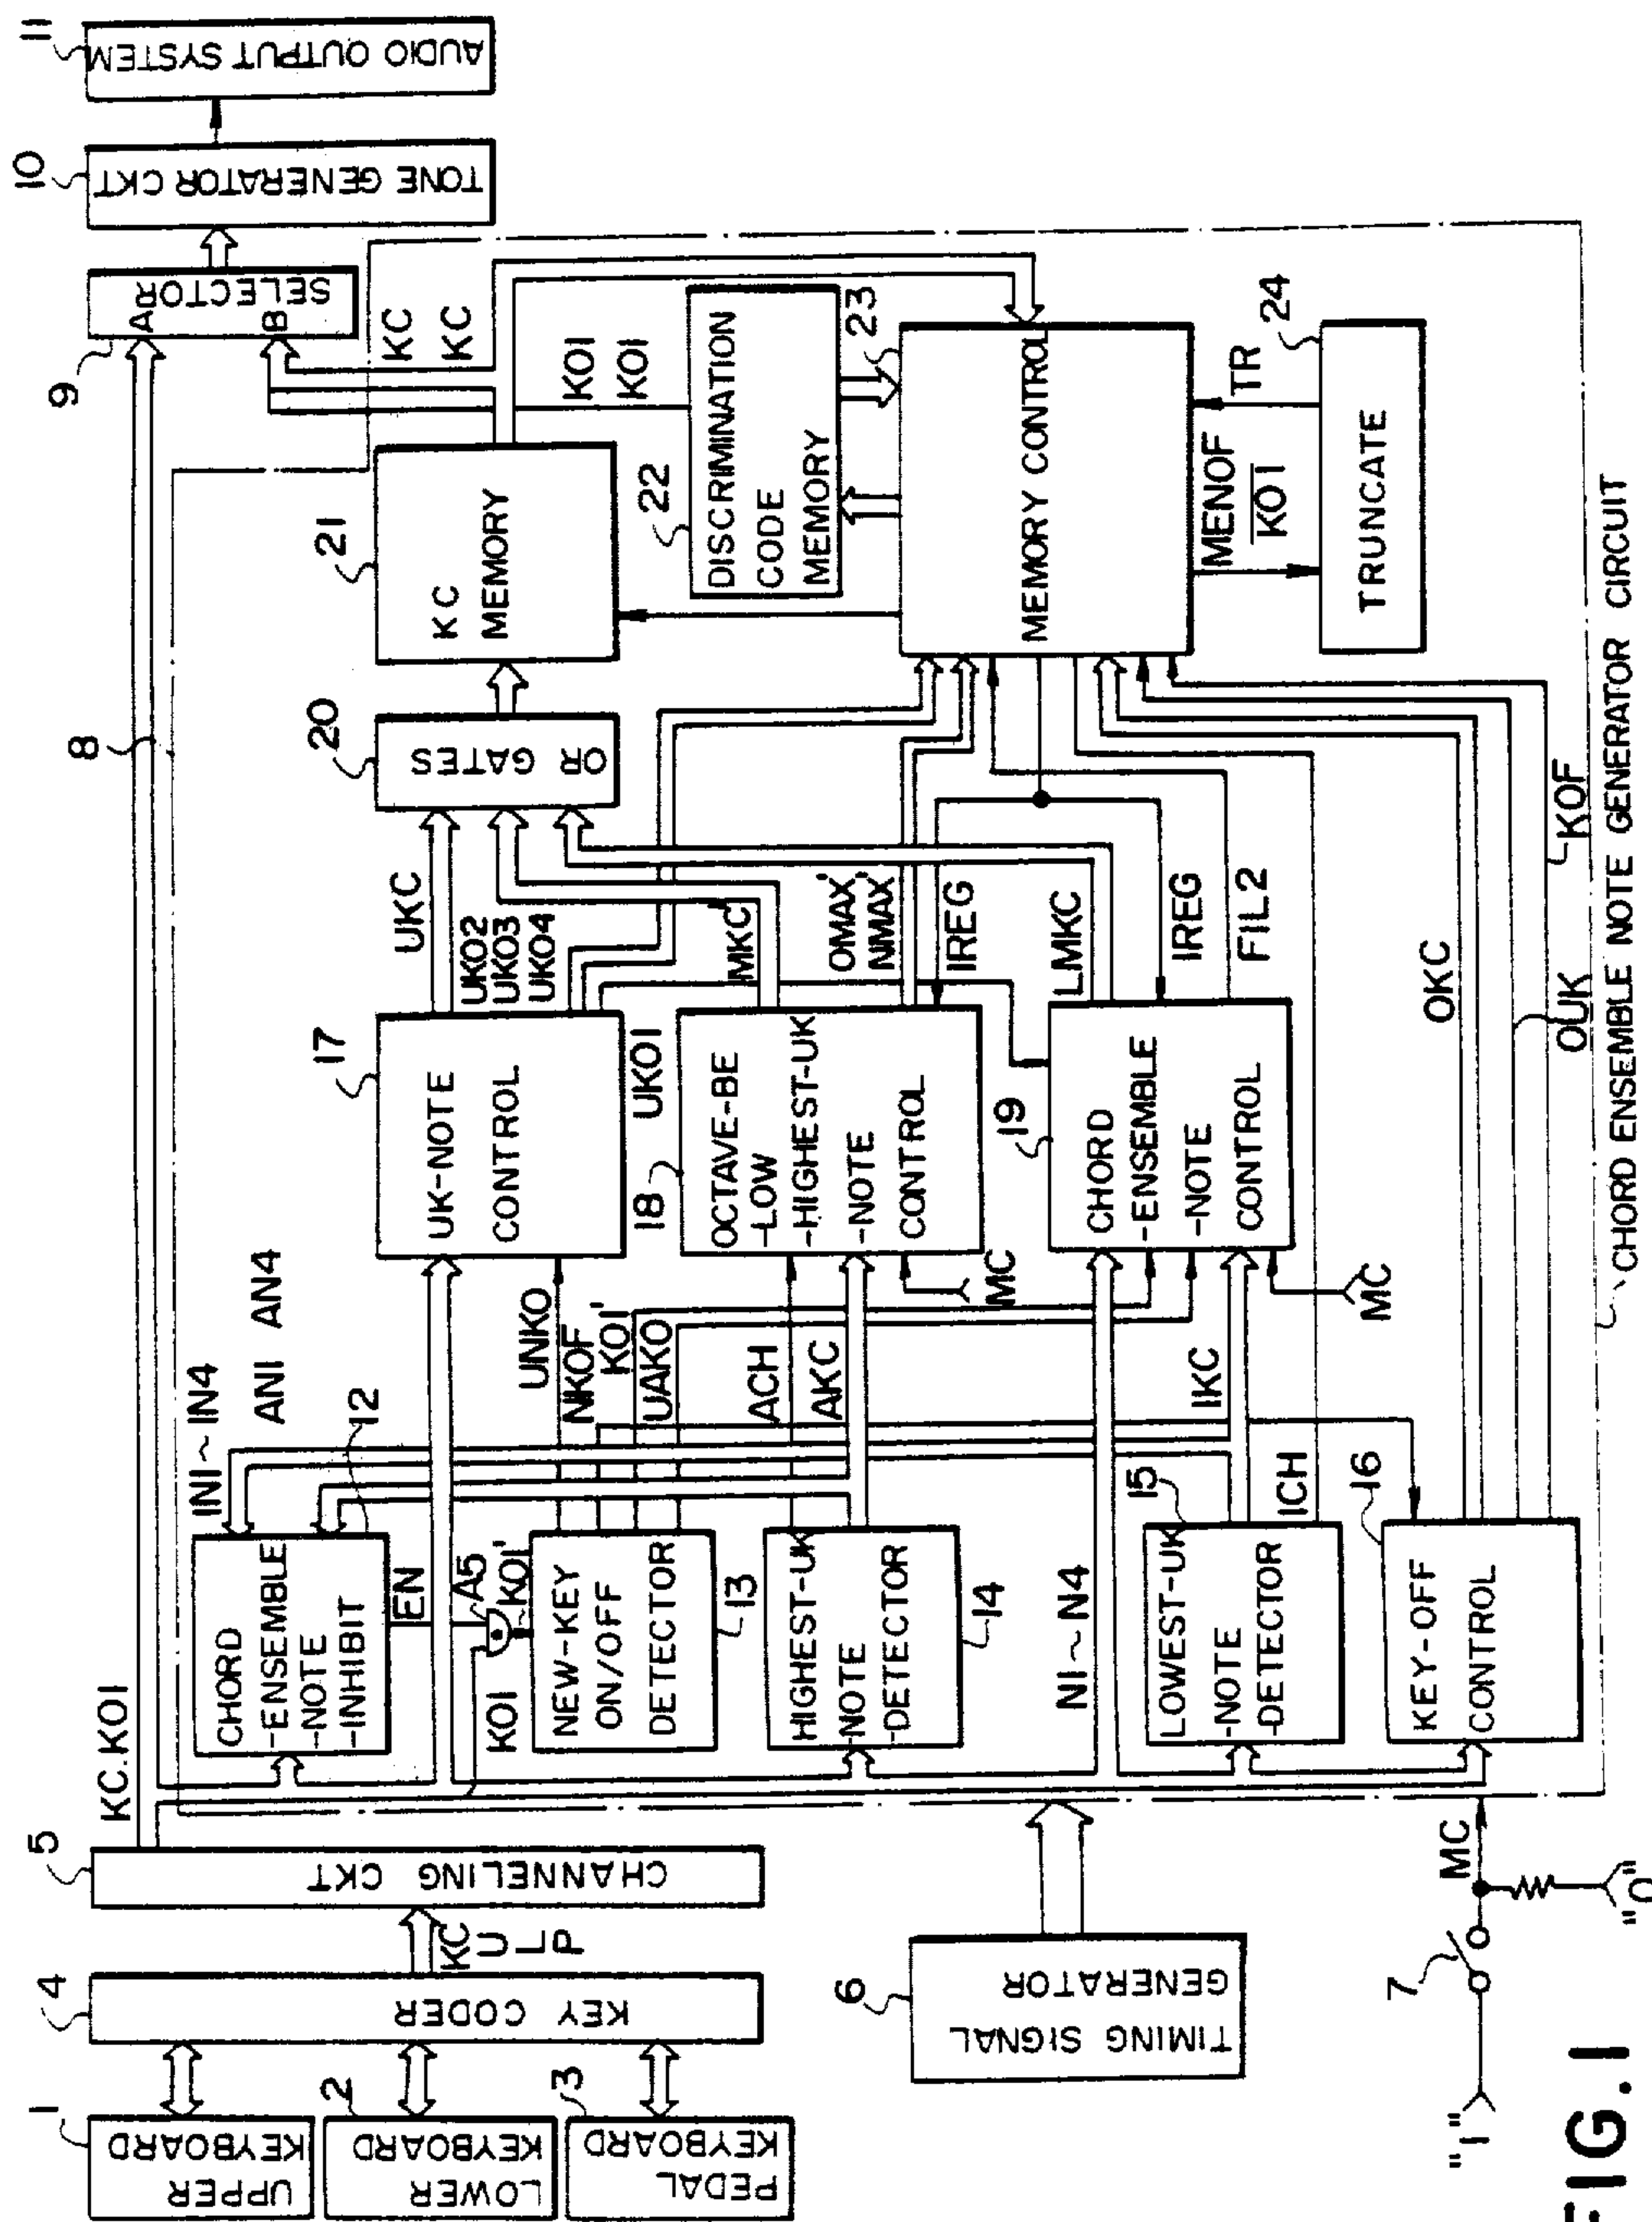 FIG.1
1
UPPER
KEYBOARD
2
LOWER
KEYBOARD
3
PEDAL
KEYBOARD
4
KEY CODER
KC
U
L
P
5
CHANNELING CKT
6
TIMING SIGNAL
GENERATOR
7
"1"
"0"
MC
KC.KO1
8
9
SELECTOR
A
B
10
TONE GENERATOR CKT
11
AUDIO OUTPUT SYSTEM
IN1~IN4
AN1 AN4
12
CHORD
-ENSEMBLE
-NOTE
-INHIBIT
EN
A5
KO1
KO1'
NEW-KEY
ON/OFF
DETECTOR
13
UNKO
NKOF
KO1'
UAKO
HIGHEST-UK
-NOTE
-DETECTOR
14
ACH
AKC
N1~N4
15
LOWEST-UK
-NOTE
-DETECTOR
IKC
ICH
16
KEY-OFF
CONTROL
17
UK-NOTE
CONTROL
UKC
UKO2
UKO3
UKO4
UKO1
18
OCTAVE-BE
-LOW
-HIGHEST-UK
-NOTE
CONTROL
MC
MKC
OMAX'
NMAX'
IREG
19
CHORD
-ENSEMBLE
-NOTE
CONTROL
MC
LMKC
IREG
FIL2
OKC
OUK
KOF
20
OR GATES
21
KC
MEMORY
KC
KC
KO1
KO1
22
DISCRIMINATION
CODE
MEMORY
23
MEMORY CONTROL
MENOF
KO1
TR
24
TRUNCATE
CHORD ENSEMBLE NOTE GENERATOR CIRCUIT